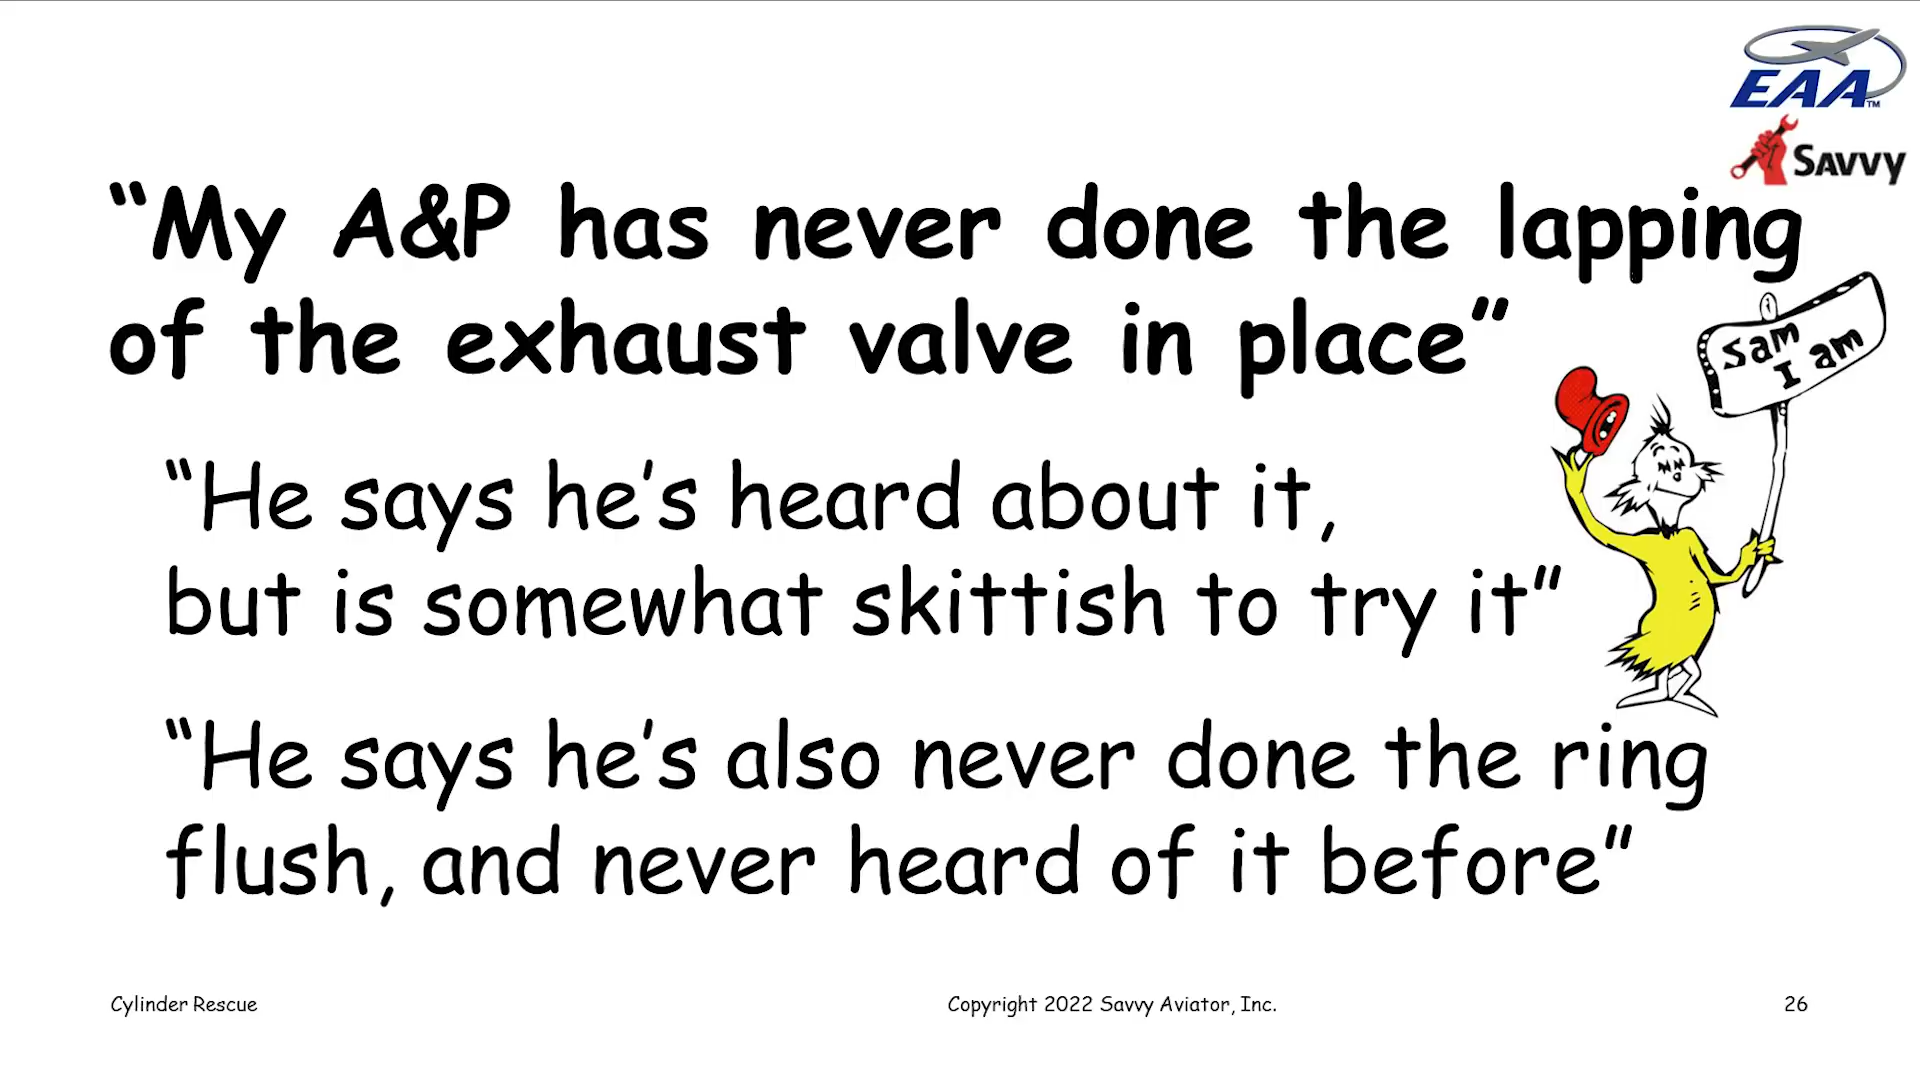 EAA™
SAVVY
“My A&P has never done the lapping
of the exhaust valve in place”
Sam
I am
“He says he’s heard about it,
but is somewhat skittish to try it”
“He says he’s also never done the ring
flush, and never heard of it before”
Cylinder Rescue
Copyright 2022 Savvy Aviator, Inc.
26